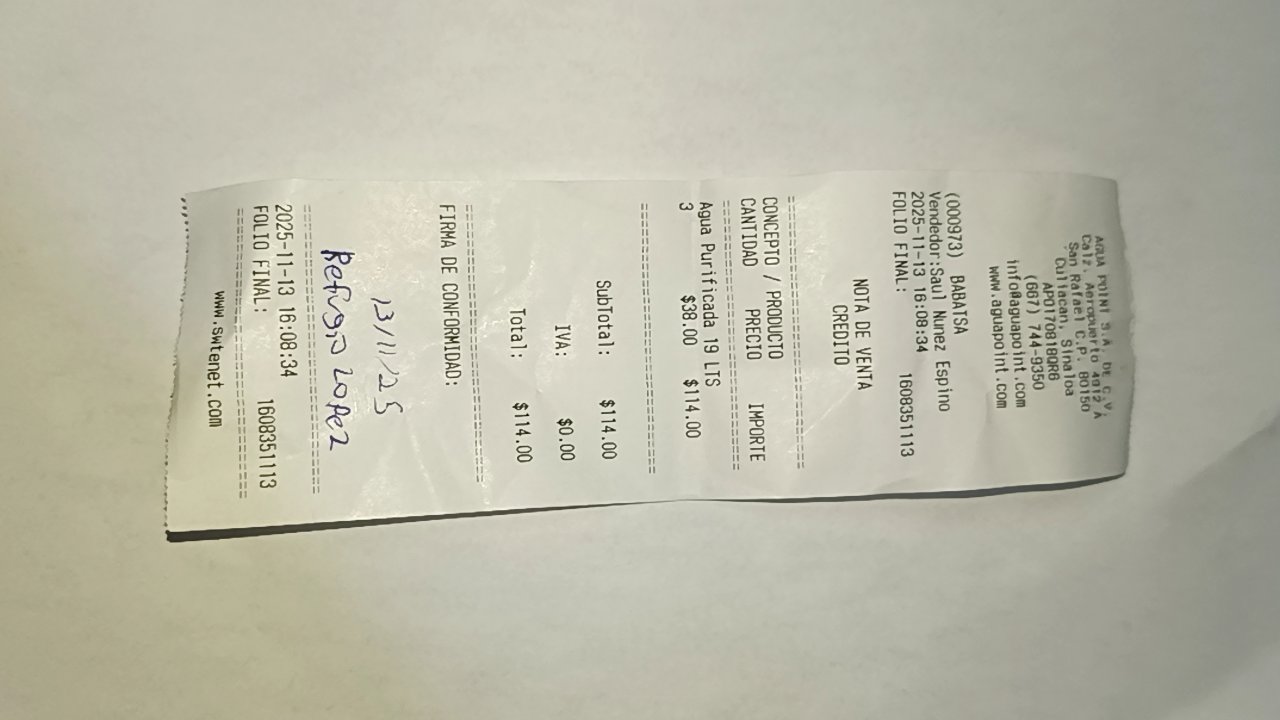 AGUA POINT S.A. DE C.V.
Calz. Aeropuerto 4912 A
San Rafael C.P. 80150
Culiacan, Sinaloa
APO170818QR6
(667) 744-9350
info@aguapoint.com
www.aguapoint.com
(000973) BABATSA
Vendedor:Saul Nunez Espino
2025-11-13 16:08:34
FOLIO FINAL: 1608351113
NOTA DE VENTA
CREDITO
CONCEPTO / PRODUCTO
CANTIDAD PRECIO IMPORTE
Agua Purificada 19 LTS
3 $38.00 $114.00
SubTotal: $114.00
IVA: $0.00
Total: $114.00
FIRMA DE CONFORMIDAD:
13/11/25
Refugio Lopez
2025-11-13 16:08:34
FOLIO FINAL: 1608351113
www.swtenet.com